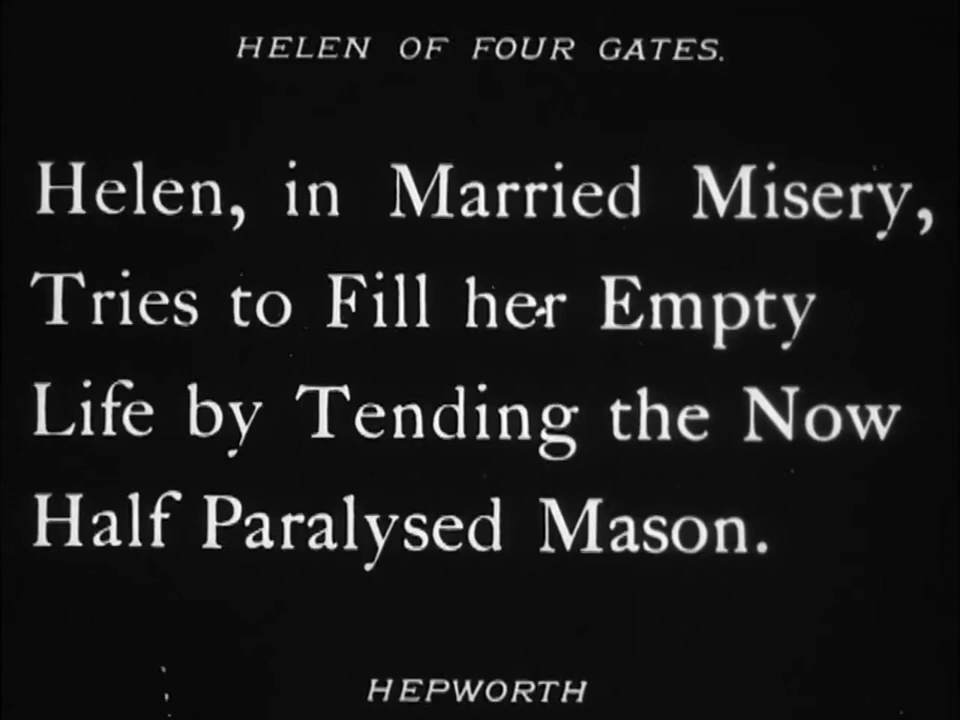 HELEN OF FOUR GATES.
Helen, in Married Misery,
Tries to Fill her Empty
Life by Tending the Now
Half Paralysed Mason.
HEPWORTH